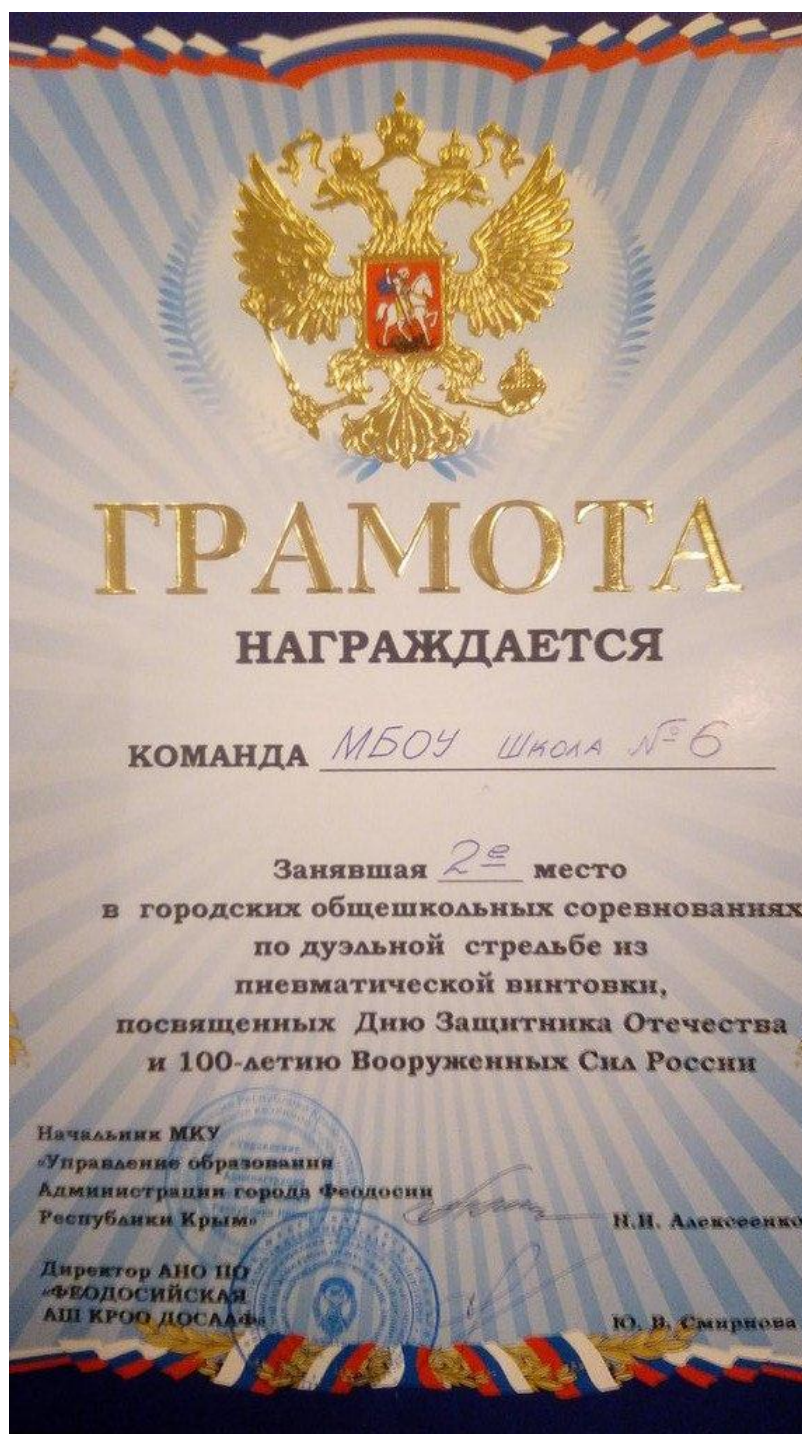 ГРАМОТА
НАГРАЖДАЕТСЯ
КОМАНДА МБОУ ШКОЛА № 6
Занявшая 2е место
в городских общешкольных соревнованиях
по дуэльной стрельбе из
пневматической винтовки,
посвященных Дню Защитника Отечества
и 100-летию Вооруженных Сил России
Начальник МКУ
«Управление образования
Администрации города Феодосии
Республики Крым» Н.И. Алексеенко
Директор АНО ПО
«ФЕОДОСИЙСКАЯ
АШ КРОО ДОСААФ» Ю. В. Смирнова